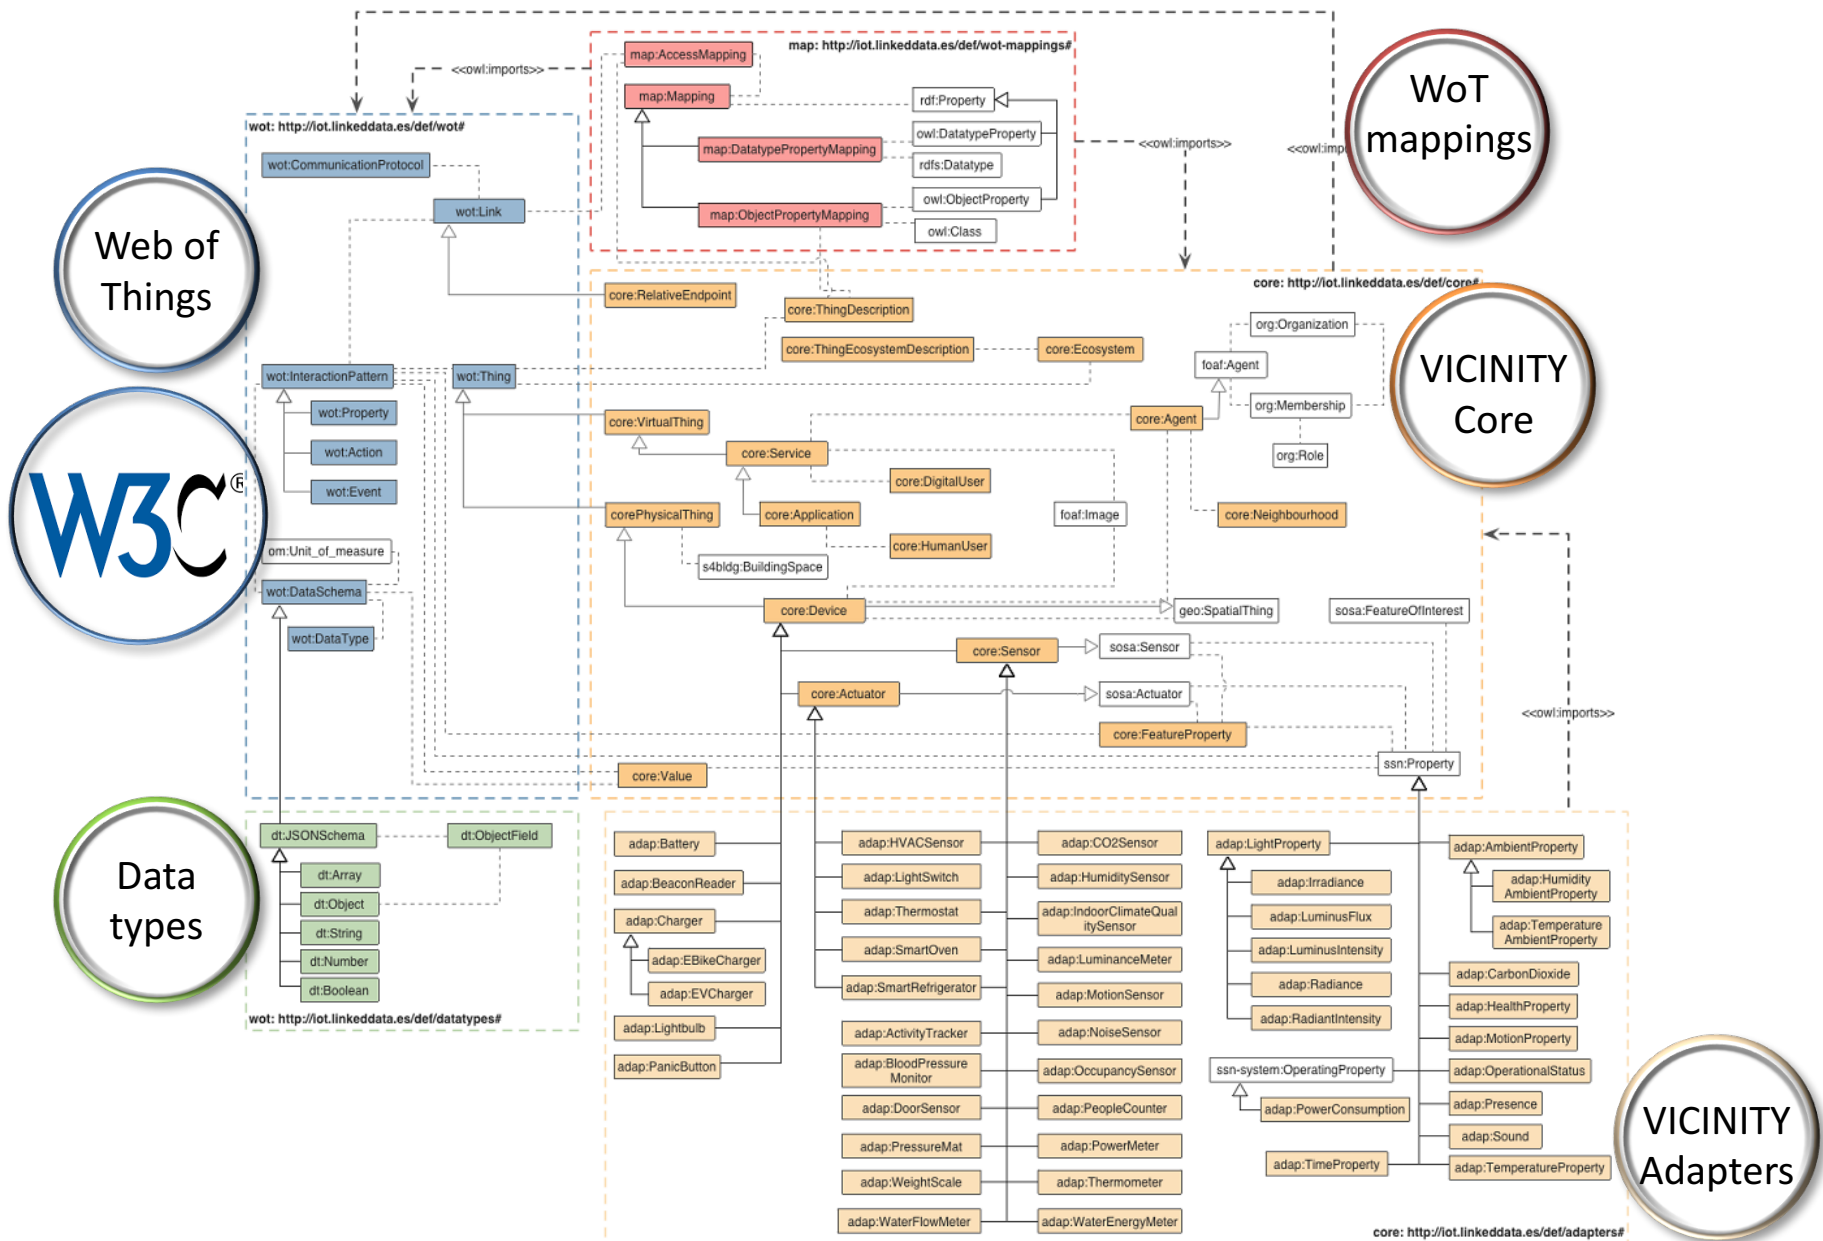 map: http://iot.linkeddata.es/def/wot-mappings#
map:AccessMapping
<<owl:imports>>
map:Mapping
rdf:Property
owl:DatatypeProperty
map:DatatypePropertyMapping
rdfs:Datatype
owl:ObjectProperty
map:ObjectPropertyMapping
owl:Class
<<owl:imports>>
<<owl:imp
WoT
mappings
wot: http://iot.linkeddata.es/def/wot#
wot:CommunicationProtocol
wot:Link
Web of
Things
wot:InteractionPattern
wot:Thing
wot:Property
wot:Action
wot:Event
W3C®
om:Unit_of_measure
wot:DataSchema
wot:DataType
core: http://iot.linkeddata.es/def/core#
core:RelativeEndpoint
core:ThingDescription
org:Organization
core:ThingEcosystemDescription
core:Ecosystem
foaf:Agent
VICINITY
Core
core:VirtualThing
core:Agent
org:Membership
core:Service
org:Role
core:DigitalUser
corePhysicalThing
core:Application
foaf:Image
core:Neighbourhood
core:HumanUser
s4bldg:BuildingSpace
core:Device
geo:SpatialThing
sosa:FeatureOfInterest
core:Sensor
sosa:Sensor
core:Actuator
sosa:Actuator
<<owl:imports>>
core:FeatureProperty
ssn:Property
core:Value
Data
types
dt:JSONSchema
dt:ObjectField
dt:Array
dt:Object
dt:String
dt:Number
dt:Boolean
wot: http://iot.linkeddata.es/def/datatypes#
adap:Battery
adap:BeaconReader
adap:Charger
adap:EBikeCharger
adap:EVCharger
adap:Lightbulb
adap:PanicButton
adap:HVACSensor
adap:LightSwitch
adap:Thermostat
adap:SmartOven
adap:SmartRefrigerator
adap:ActivityTracker
adap:BloodPressure
Monitor
adap:DoorSensor
adap:PressureMat
adap:WeightScale
adap:WaterFlowMeter
adap:CO2Sensor
adap:HumiditySensor
adap:IndoorClimateQual
itySensor
adap:LuminanceMeter
adap:MotionSensor
adap:NoiseSensor
adap:OccupancySensor
adap:PeopleCounter
adap:PowerMeter
adap:Thermometer
adap:WaterEnergyMeter
adap:LightProperty
adap:Irradiance
adap:LuminusFlux
adap:LuminusIntensity
adap:Radiance
adap:RadiantIntensity
ssn-system:OperatingProperty
adap:PowerConsumption
adap:TimeProperty
adap:AmbientProperty
adap:Humidity
AmbientProperty
adap:Temperature
AmbientProperty
adap:CarbonDioxide
adap:HealthProperty
adap:MotionProperty
adap:OperationalStatus
adap:Presence
adap:Sound
adap:TemperatureProperty
VICINITY
Adapters
core: http://iot.linkeddata.es/def/adapters#